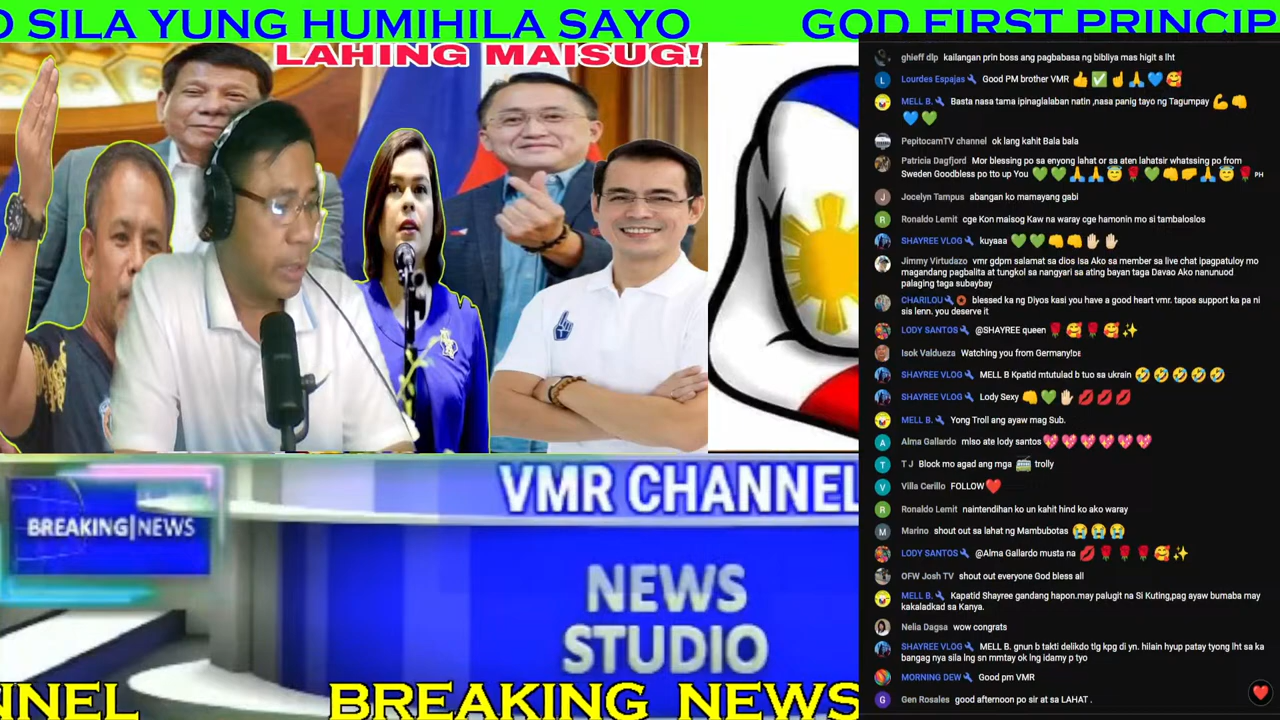 O SILA YUNG HUMIHILA SAYO GOD FIRST PRINCIP
LAHING MAISUG!
ghieff dlp kailangan prin boss ang pagbabasa ng bibliya mas higit s lht
Lourdes Espajas Good PM brother VMR 👍✅☝🙏💙🥰
MELL B. Basta nasa tama ipinaglalaban natin ,nasa panig tayo ng Tagumpay 💪👊
💙💚
PepitocamTV channel ok lang kahit Bala bala
Patricia Dagfjord Mor blessing po sa enyong lahat or sa aten lahatsir whatssing po from
Sweden Goodbless po tto up You 💚💚🙏🙏😇🌹💚👊🤛🙏😇🌹 PH
Jocelyn Tampus abangan ko mamayang gabl
Ronaldo Lemit cge Kon maisog Kaw na waray cge hamonin mo si tambaloslos
SHAYREE VLOG kuyaaa 💚💚👊👊✋🏻✋🏻
Jimmy Virtudazo vmr gdpm salamat sa dios Isa Ako sa member sa live chat ipagpatuloy mo
magandang pagbalita at tungkol sa nangyari sa ating bayan taga Davao Ako nanunuod
palaging taga subaybay
CHARILOU blessed ka ng Diyos kasi you have a good heart vmr. tapos support ka pa ni
sis lenn. you deserve it
LODY SANTOS @SHAYREE queen 🌹🥰🌹🥰✨
Isok Valdueza Watching you from Germany!DE
SHAYREE VLOG MELL B Kpatid mtutulad b tuo sa ukrain 🤣🤣🤣🤣🤣
SHAYREE VLOG Lody Sexy 👊💚✋🏻💋💋💋
MELL B. Yong Troll ang ayaw mag Sub.
Alma Gallardo mIso ate lody santos💖💖💖💖💖💖
T J Block mo agad ang mga 🚎 trolly
Villa Cerillo FOLLOW❤️
Ronaldo Lemit naintendihan ko un kahit hind ko ako waray
Marino shout out sa lahat ng Mambubotas 😭😭😭
LODY SANTOS @Alma Gallardo musta na 💋🌹🌹🌹🥰✨
OFW Josh TV shout out everyone God bless all
MELL B. Kapatid Shayree gandang hapon.may palugit na Si Kuting,pag ayaw bumaba may
kakaladkad sa Kanya.
Nelia Dagsa wow congrats
SHAYREE VLOG MELL B. gnun b takti delikdo tlg kpg di yn. hilain hyup patay tyong lht sa ka
bangag nya sila lng sn mmtay ok lng idamy p tyo
MORNING DEW Good pm VMR
Gen Rosales good afternoon po sir at sa LAHAT .
VMR CHANNEL
BREAKING|NEWS
NEWS
STUDIO
NNEL BREAKING NEWS